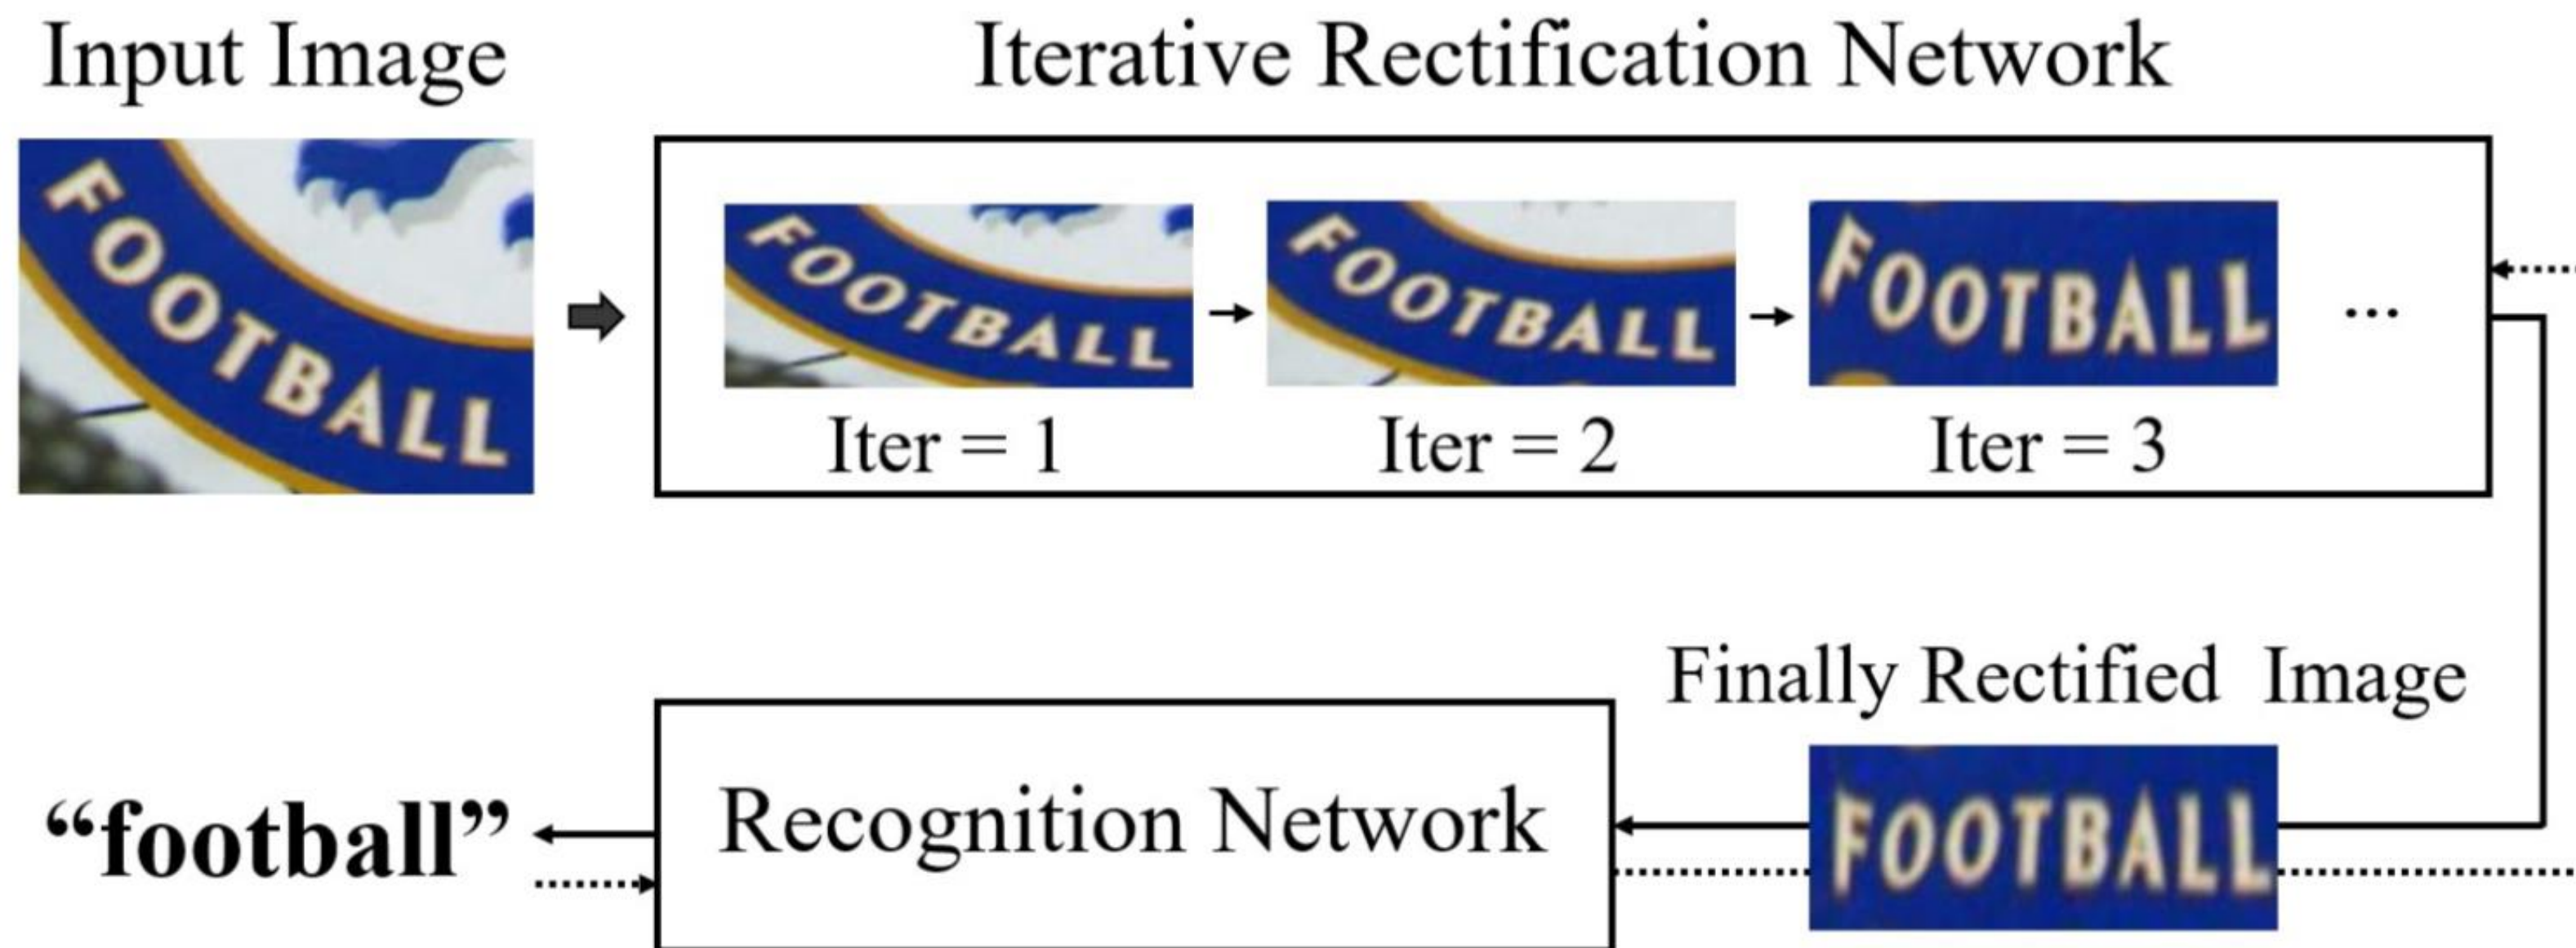 Input Image
Iterative Rectification Network
FOOTBALL
FOOTBALL
FOOTBALL
FOOTBALL
...
Iter = 1
Iter = 2
Iter = 3
Finally Rectified Image
“football”
Recognition Network
FOOTBALL